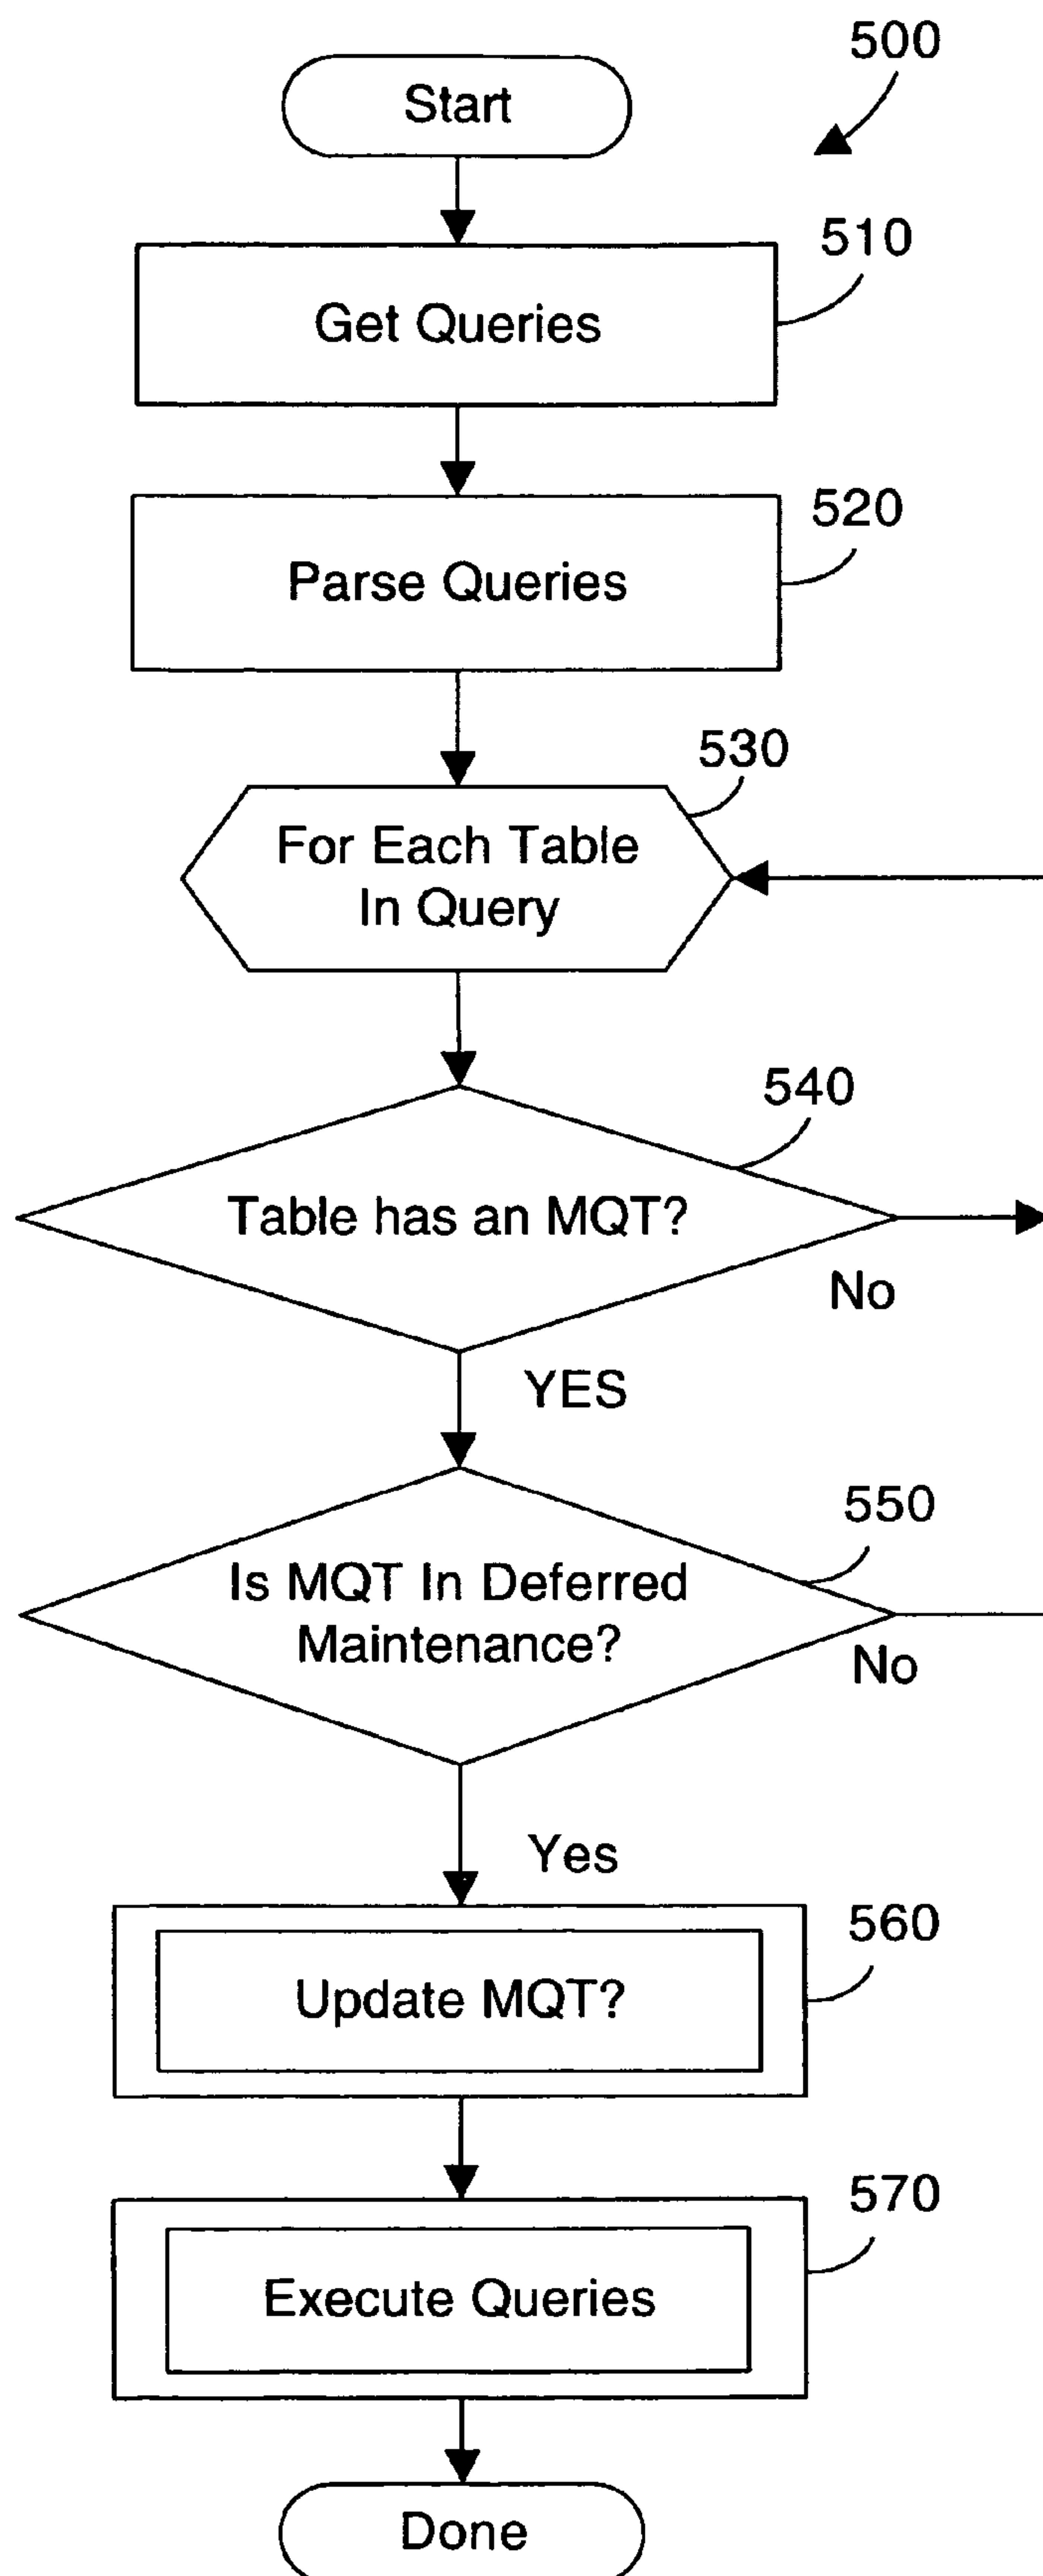 500
Start
510
Get Queries
520
Parse Queries
530
For Each Table
In Query
540
Table has an MQT?
No
YES
550
Is MQT In Deferred
Maintenance?
No
Yes
560
Update MQT?
570
Execute Queries
Done